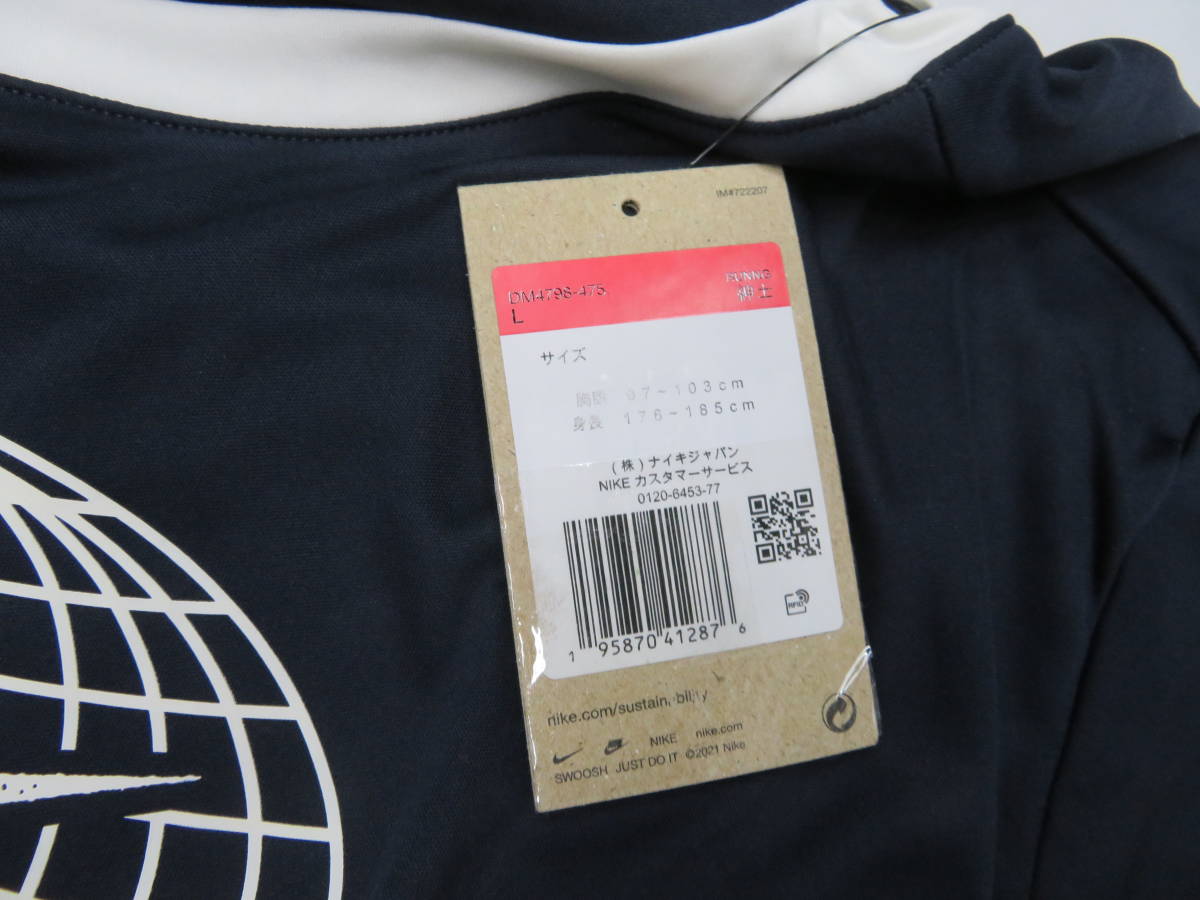 IM#722207
DM4798-475
RUNNG
L
紳士
サイズ
胸囲 97~103cm
身長 176~185cm
(株)ナイキジャパン
NIKE カスタマーサービス
0120-6453-77
RFID
1 95870 41287 6
nike.com/sustain
NIKE nike.com
SWOOSH JUST DO IT ©2021 Nike